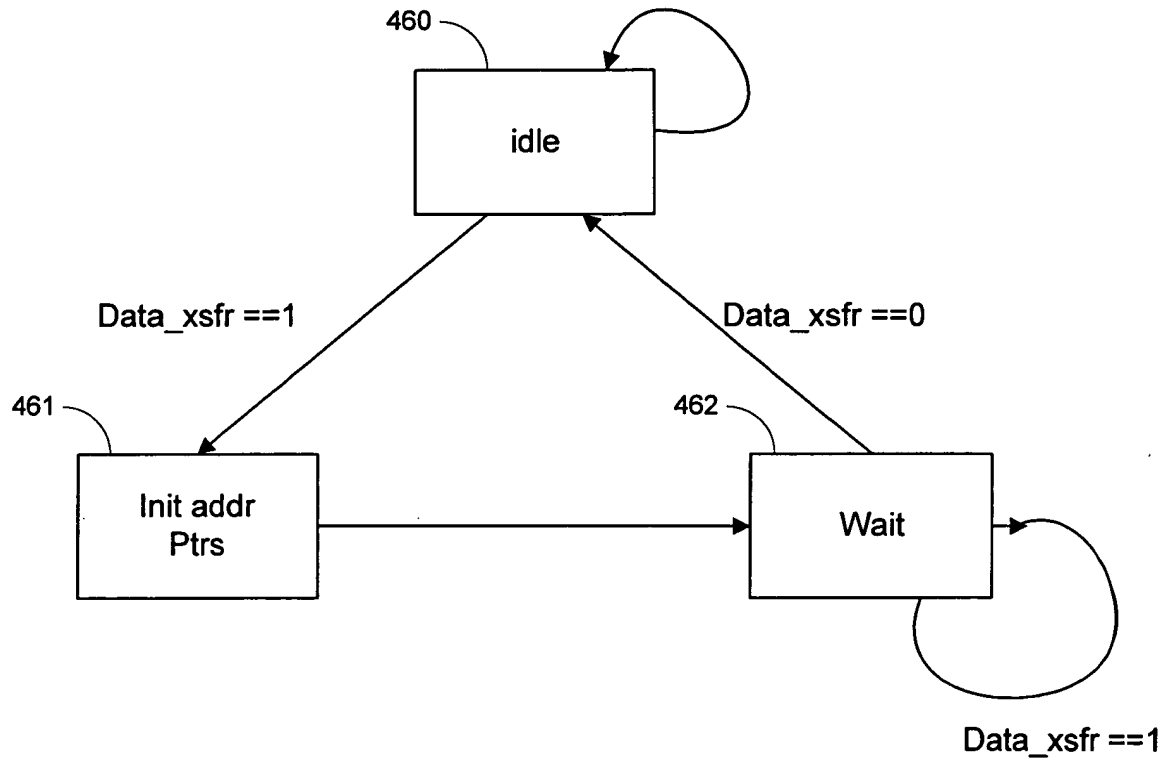 460
idle
Data_xsfr ==1
Data_xsfr ==0
461
462
Init addr
Ptrs
Wait
Data_xsfr ==1